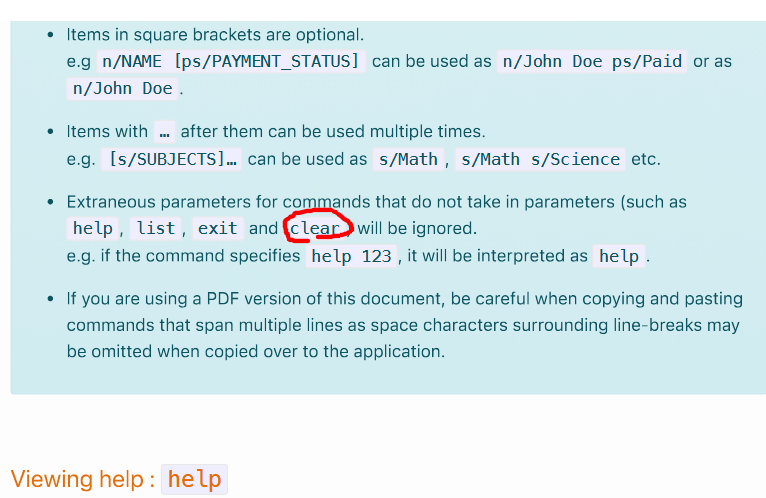 • Items in square brackets are optional.
e.g n/NAME [ps/PAYMENT_STATUS] can be used as n/John Doe ps/Paid or as
n/John Doe.
• Items with … after them can be used multiple times.
e.g. [s/SUBJECTS]… can be used as s/Math, s/Math s/Science etc.
• Extraneous parameters for commands that do not take in parameters (such as
help, list, exit and clear) will be ignored.
e.g. if the command specifies help 123, it will be interpreted as help.
• If you are using a PDF version of this document, be careful when copying and pasting
commands that span multiple lines as space characters surrounding line-breaks may
be omitted when copied over to the application.
Viewing help : help